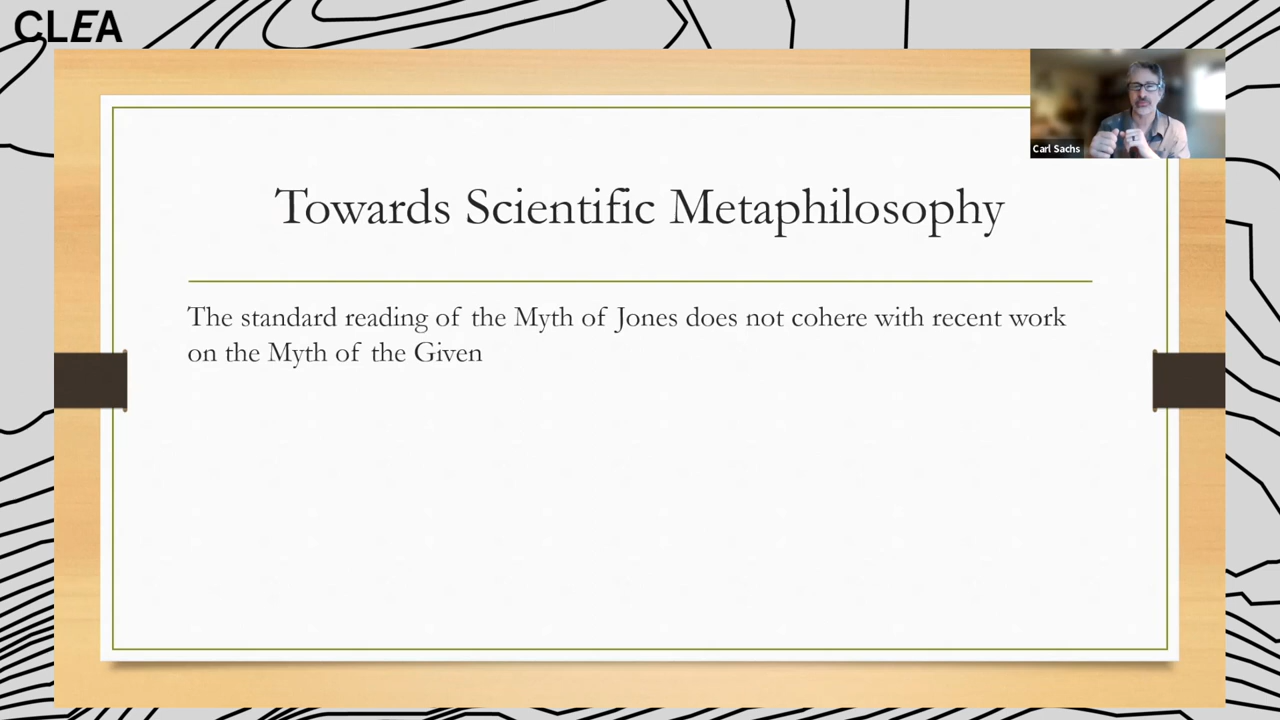 CLEA
Carl Sachs
Towards Scientific Metaphilosophy
The standard reading of the Myth of Jones does not cohere with recent work
on the Myth of the Given